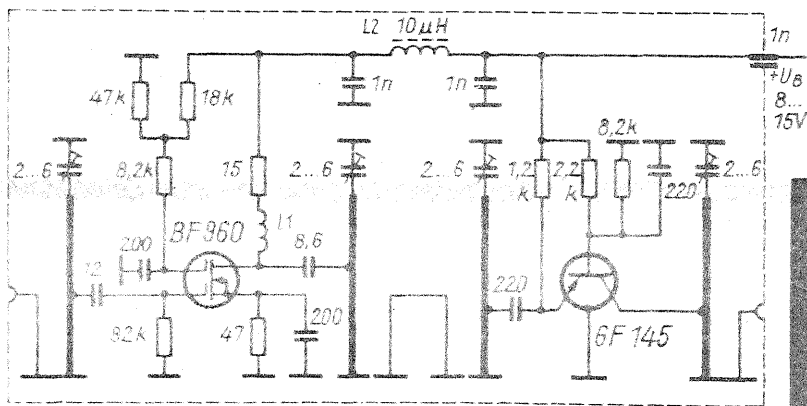 L2 10µH
1n
47k 18k 1n 1n +UB
8...
15V
8,2k
2...6 8,2k 15 2...6 2...6 1,2
k 2,2
k 220 2...6
L1
BF960
200 8,6
12 220
82k 47 200 GF 145